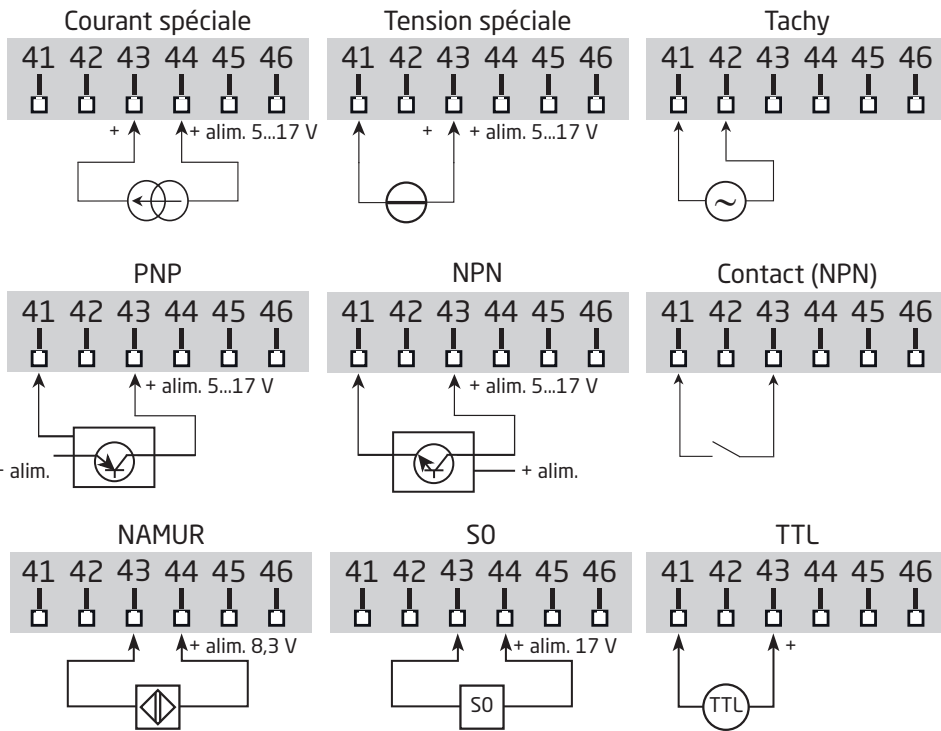 Courant spéciale Tension spéciale Tachy
41 42 43 44 45 46 41 42 43 44 45 46 41 42 43 44 45 46
+ + alim. 5...17 V + + alim. 5...17 V
~
PNP NPN Contact (NPN)
41 42 43 44 45 46 41 42 43 44 45 46 41 42 43 44 45 46
+ alim. 5...17 V + alim. 5...17 V
+ alim. + alim.
NAMUR S0 TTL
41 42 43 44 45 46 41 42 43 44 45 46 41 42 43 44 45 46
+ alim. 8,3 V + alim. 17 V +
S0 TTL